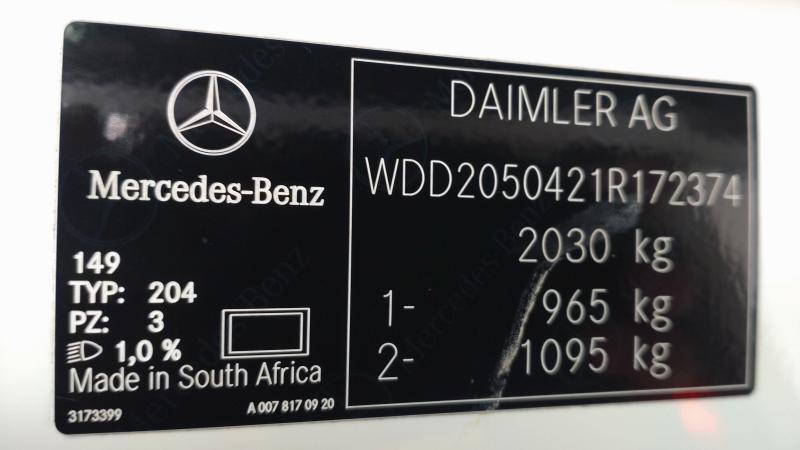 Mercedes-Benz
149
TYP: 204
PZ: 3
1,0 %
Made in South Africa
3173399
A 007 817 09 20
DAIMLER AG
WDD2050421R172374
2030 kg
1- 965 kg
2- 1095 kg